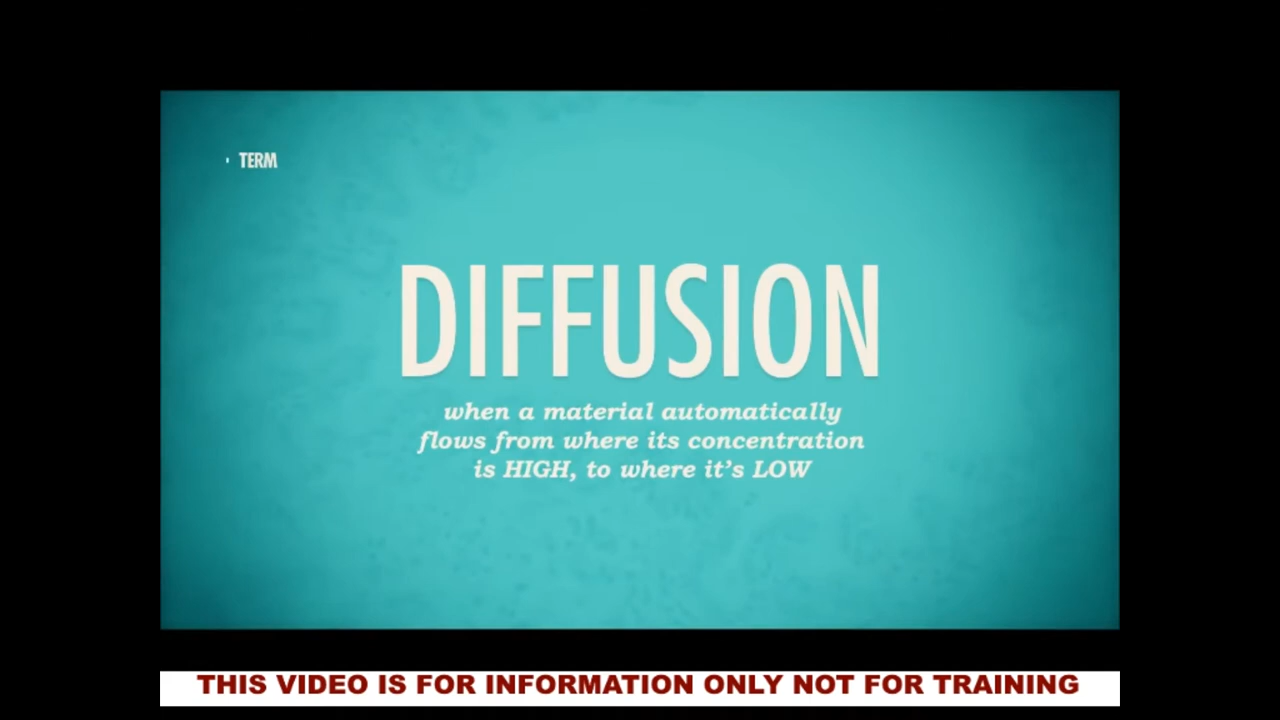 TERM
DIFFUSION
when a material automatically
flows from where its concentration
is HIGH, to where it's LOW
THIS VIDEO IS FOR INFORMATION ONLY NOT FOR TRAINING